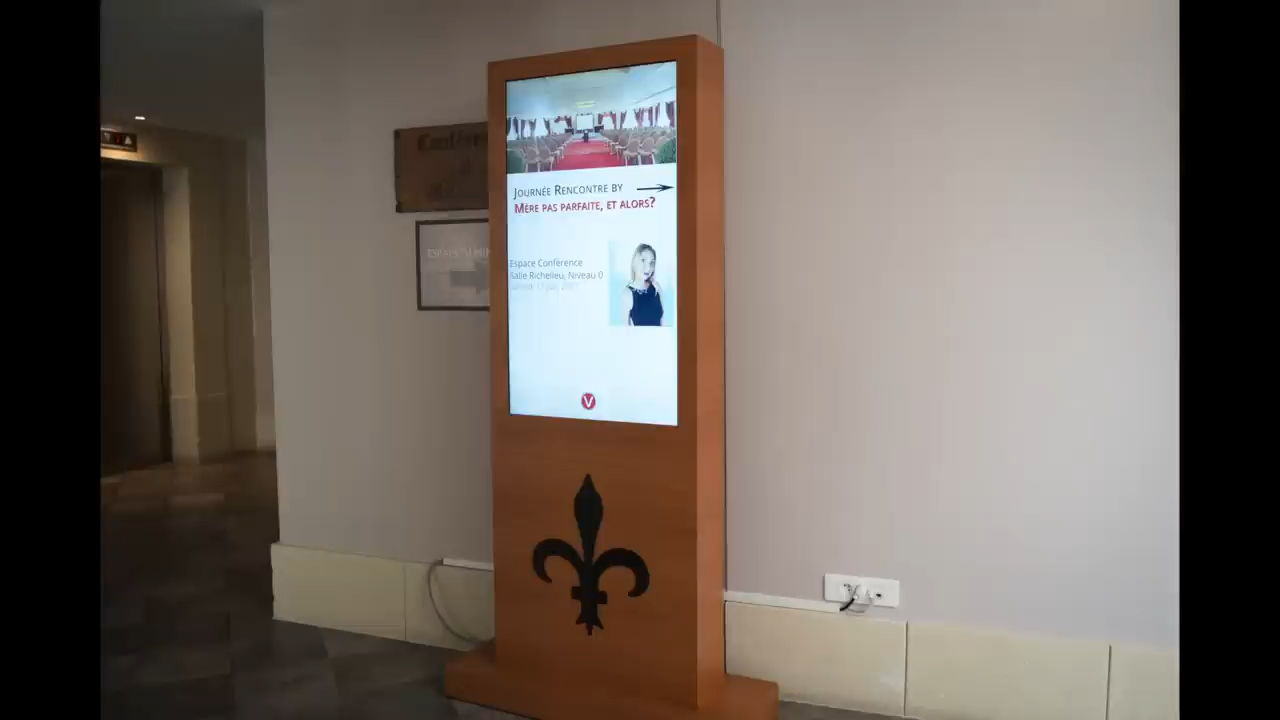 Journée Rencontre by
Mère pas parfaite, et alors?
Espace Conférence
Salle Richelieu, Niveau 0
V